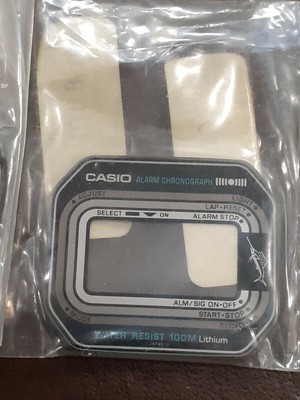 CASIO ALARM CHRONOGRAPH
ADJUST LIGHT
LAP•RESET
SELECT ON ALARM STOP
ALM/SIG ON•OFF
START•STOP
WATER RESIST 100M Lithium